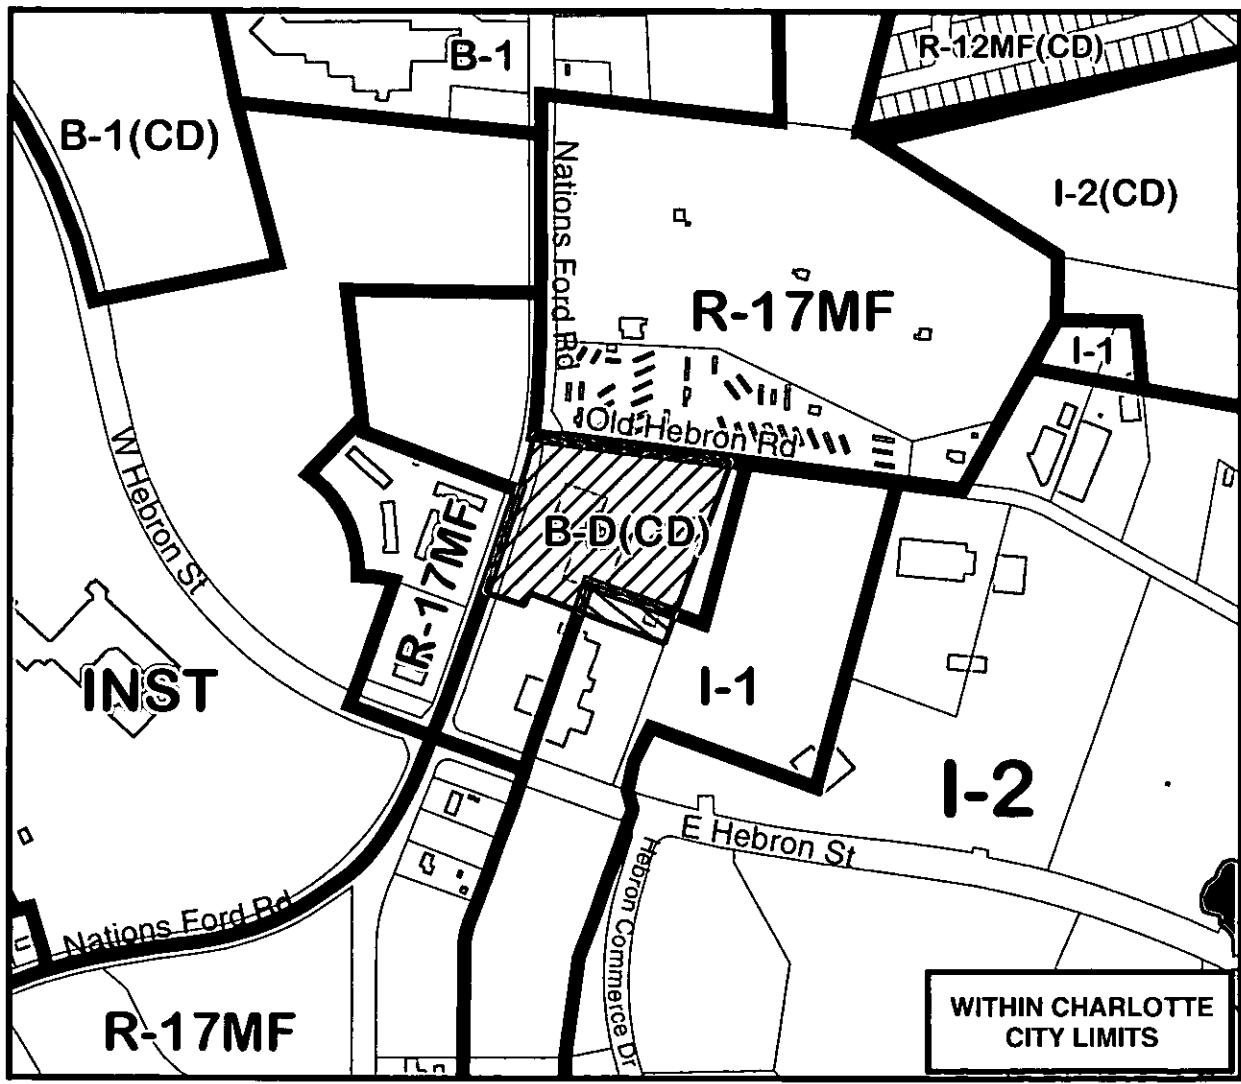 B-1
R-12MF(CD)
B-1(CD)
I-2(CD)
Nations Ford Rd
R-17MF
I-1
Old Hebron Rd
W Hebron St
B-D(CD)
R-17MF
INST
I-1
I-2
E Hebron St
Hebron Commerce Dr
Nations Ford Rd
R-17MF
WITHIN CHARLOTTE
CITY LIMITS